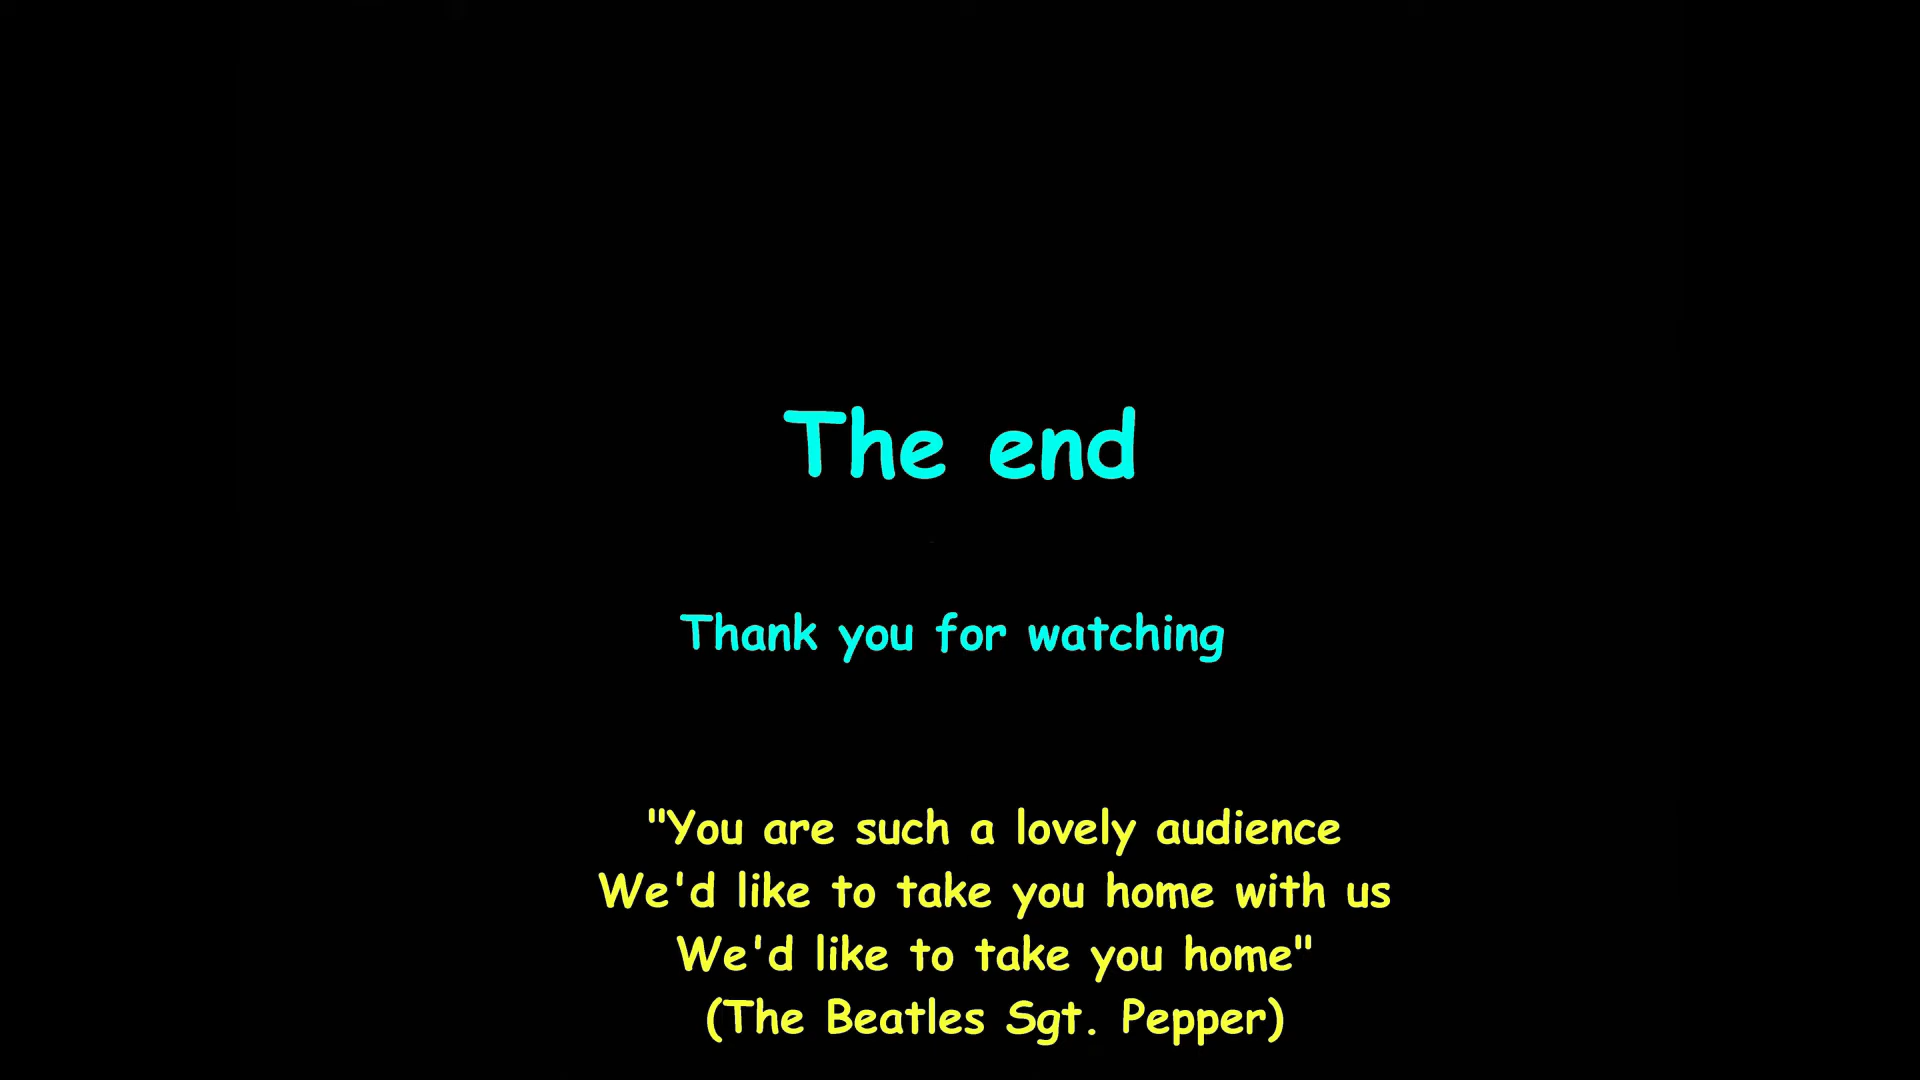 The end
Thank you for watching
"You are such a lovely audience
We'd like to take you home with us
We'd like to take you home"
(The Beatles Sgt. Pepper)